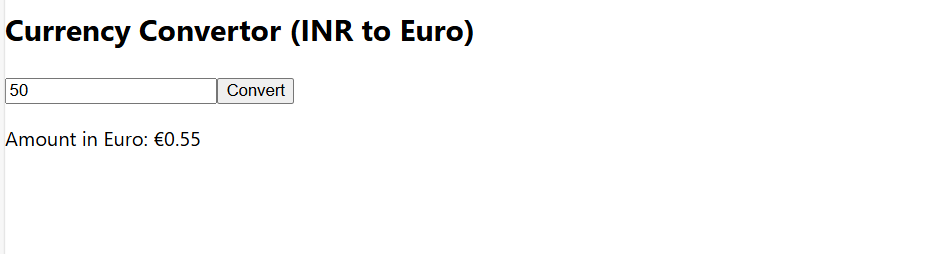 Currency Convertor (INR to Euro)
50 Convert
Amount in Euro: €0.55